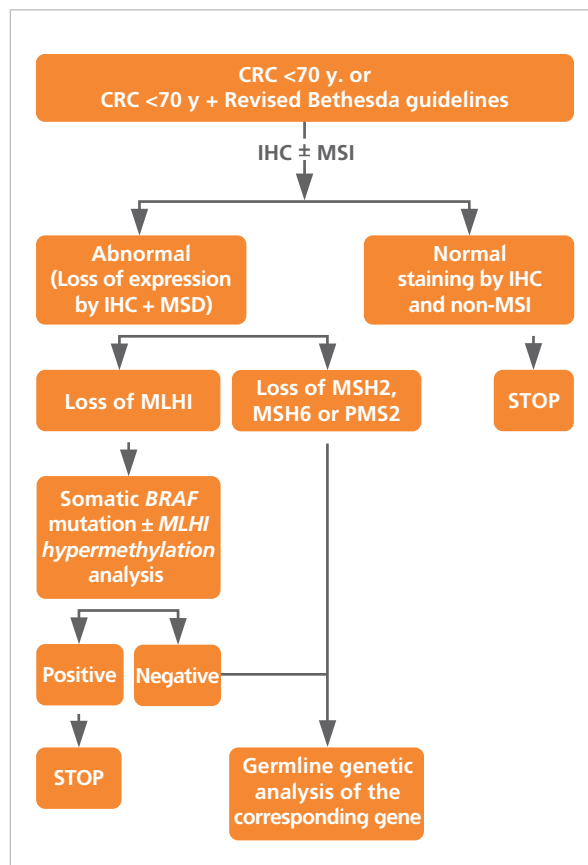 CRC <70 y. or
CRC <70 y + Revised Bethesda guidelines
IHC ± MSI
Abnormal
(Loss of expression
by IHC + MSD)
Normal
staining by IHC
and non-MSI
Loss of MLHI
Loss of MSH2,
MSH6 or PMS2
STOP
Somatic BRAF
mutation ± MLHI
hypermethylation
analysis
Positive
Negative
STOP
Germline genetic
analysis of the
corresponding gene